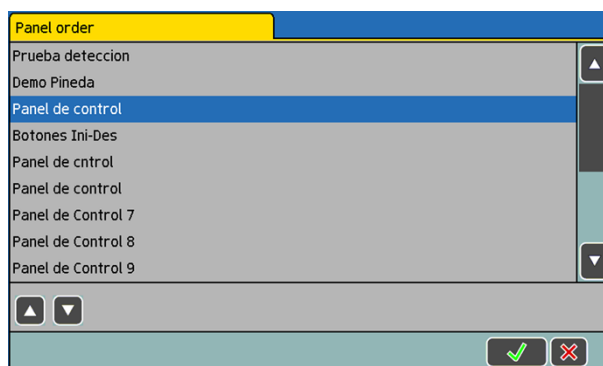 Panel order
Prueba deteccion
Demo Pineda
Panel de control
Botones Ini-Des
Panel de cntrol
Panel de control
Panel de Control 7
Panel de Control 8
Panel de Control 9